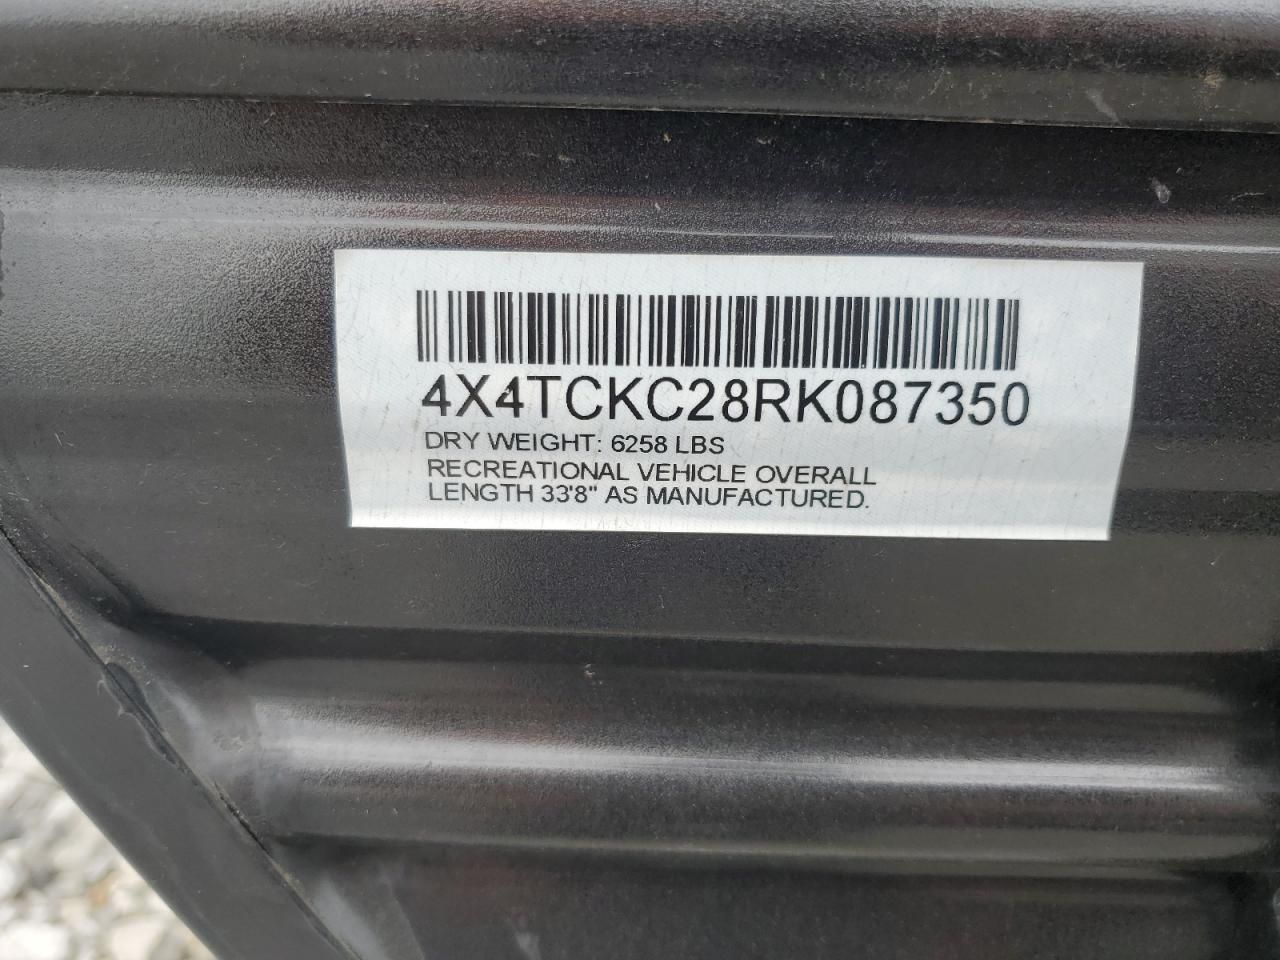 4X4TCKC28RK087350
DRY WEIGHT: 6258 LBS
RECREATIONAL VEHICLE OVERALL
LENGTH 33'8" AS MANUFACTURED.